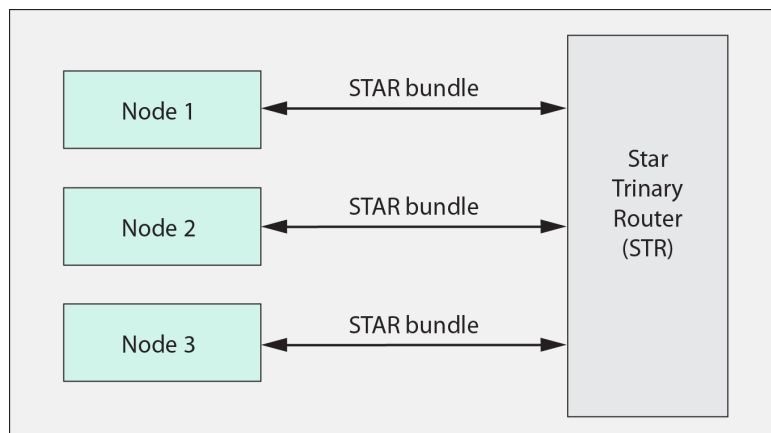 Node 1
STAR bundle
Node 2
STAR bundle
Node 3
STAR bundle
Star
Trinary
Router
(STR)